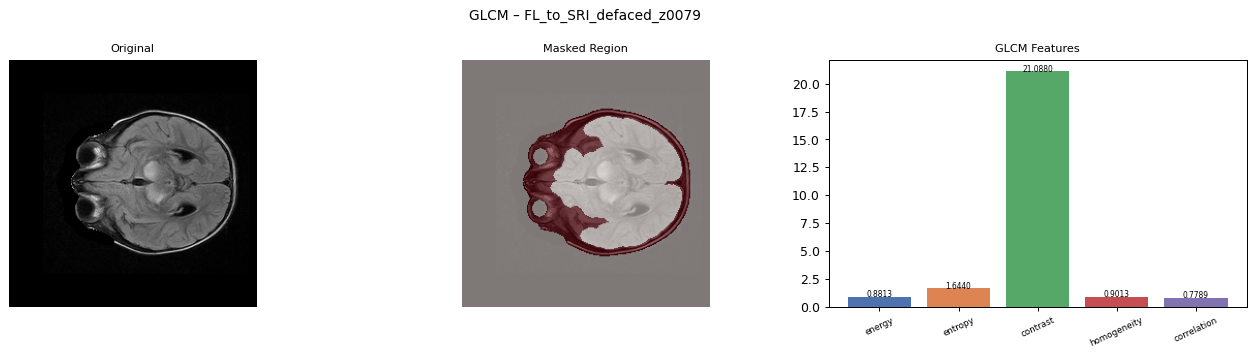 GLCM – FL_to_SRI_defaced_z0079
Original
Masked Region
GLCM Features
20.0
17.5
15.0
12.5
10.0
7.5
5.0
2.5
0.0
0.8813
1.6440
21.0880
0.9013
0.7789
energy
entropy
contrast
homogeneity
correlation